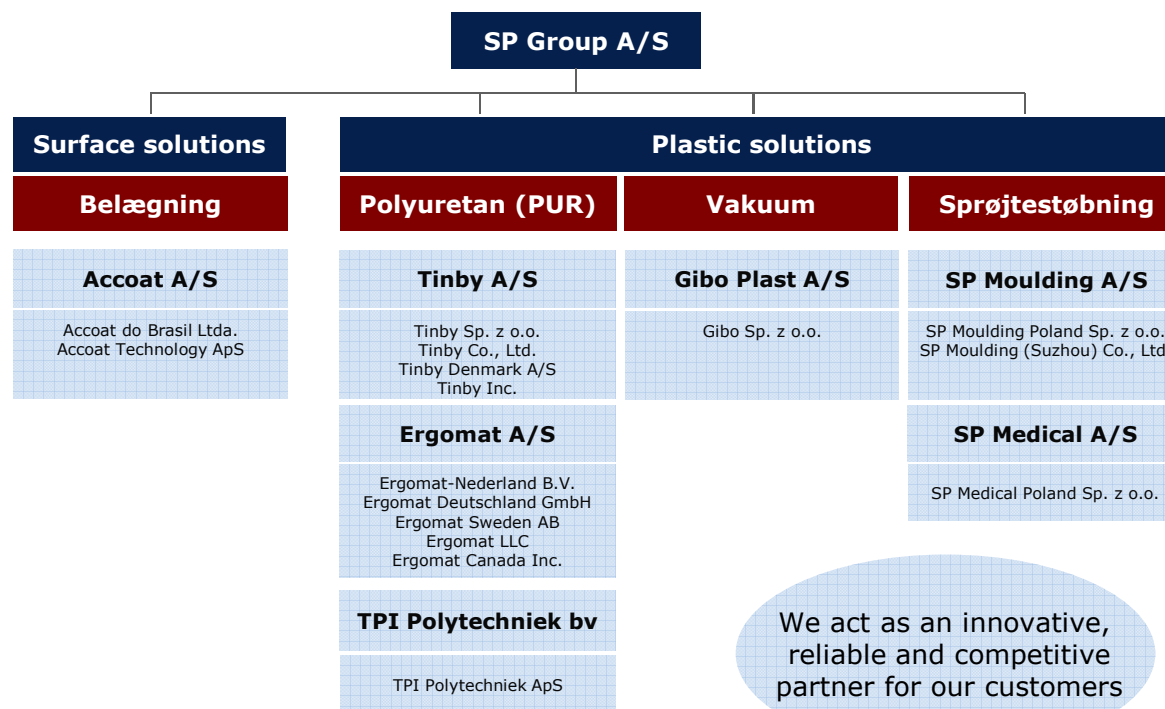 SP Group A/S
Surface solutions
Plastic solutions
Belægning
Polyuretan (PUR)
Vakuum
Sprøjtestøbning
Accoat A/S
Accoat do Brasil Ltda.
Accoat Technology ApS
Tinby A/S
Tinby Sp. z o.o.
Tinby Co., Ltd.
Tinby Denmark A/S
Tinby Inc.
Ergomat A/S
Ergomat-Nederland B.V.
Ergomat Deutschland GmbH
Ergomat Sweden AB
Ergomat LLC
Ergomat Canada Inc.
TPI Polytechniek bv
TPI Polytechniek ApS
Gibo Plast A/S
Gibo Sp. z o.o.
SP Moulding A/S
SP Moulding Poland Sp. z o.o.
SP Moulding (Suzhou) Co., Ltd
SP Medical A/S
SP Medical Poland Sp. z o.o.
We act as an innovative,
reliable and competitive
partner for our customers